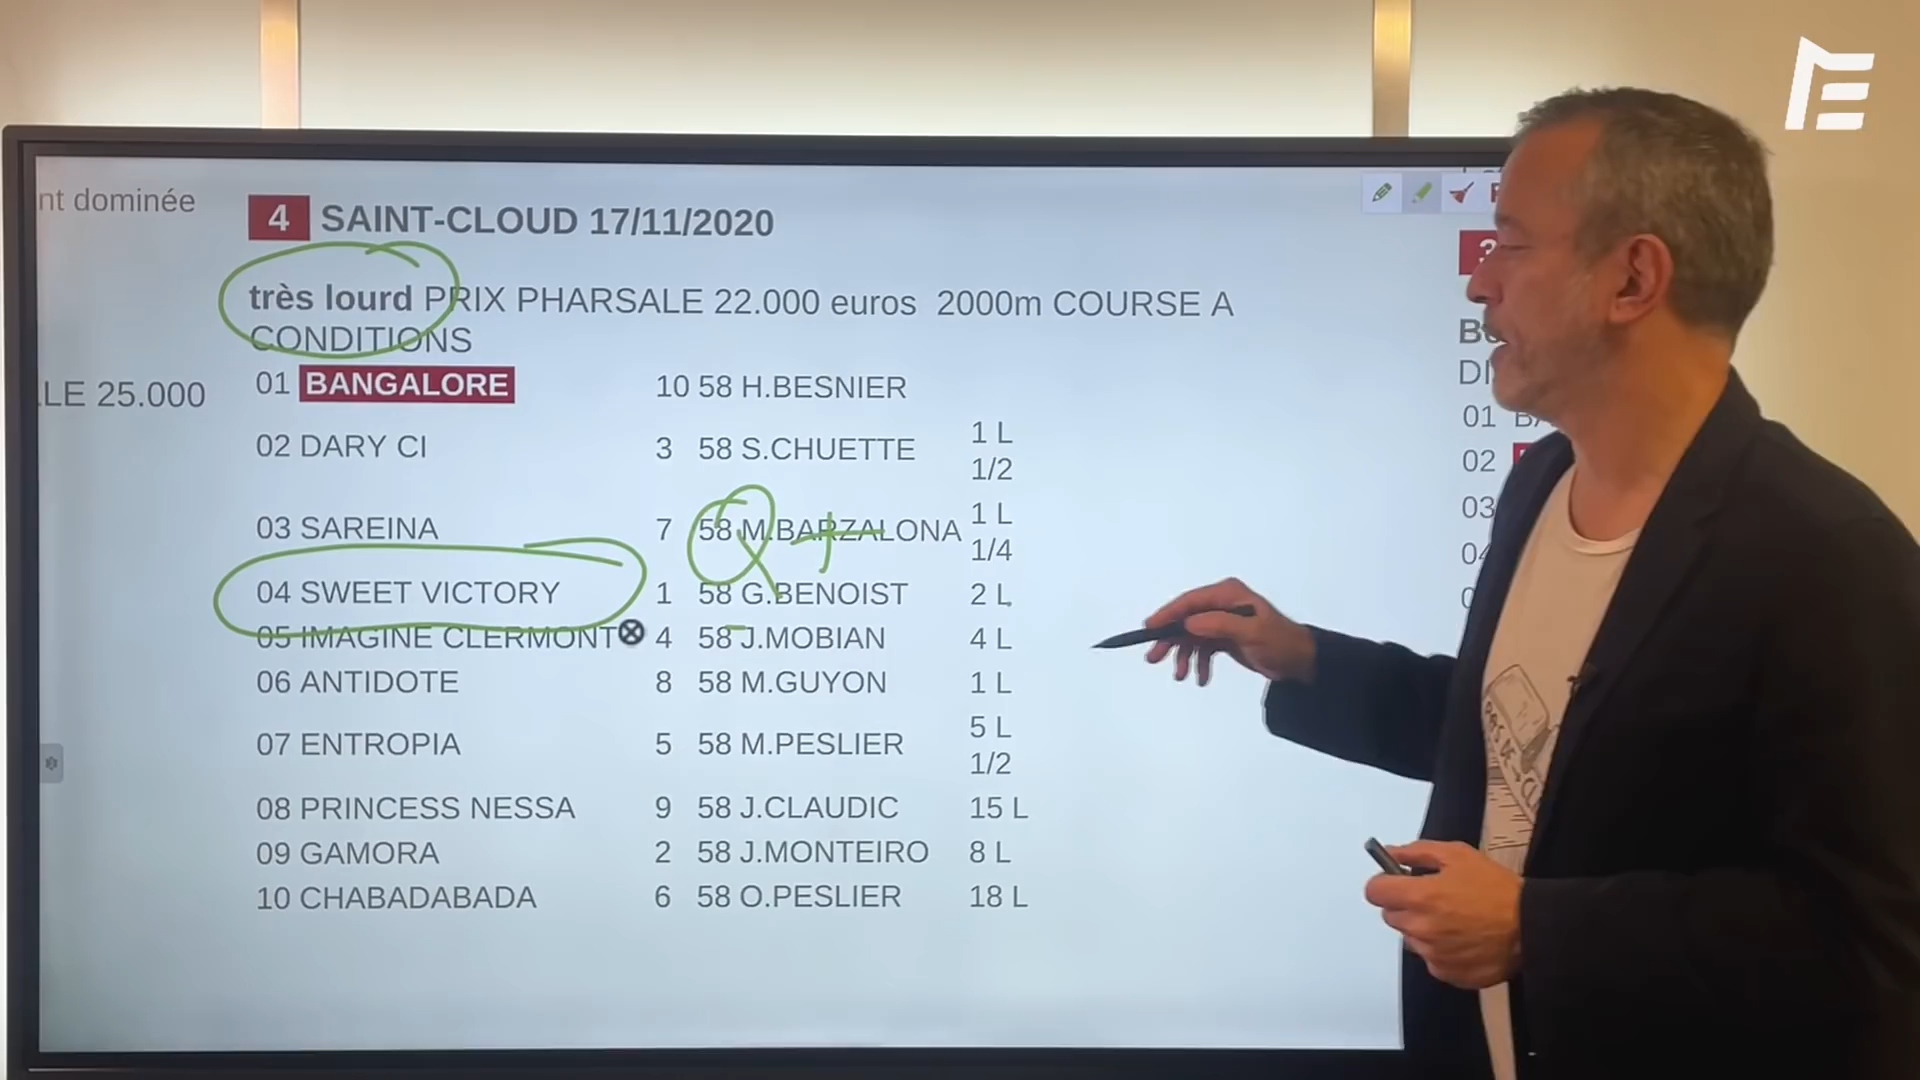 nt dominée
4 SAINT-CLOUD 17/11/2020
très lourd PRIX PHARSALE 22.000 euros 2000m COURSE A
CONDITIONS
LE 25.000
01 BANGALORE 10 58 H.BESNIER
02 DARY CI 3 58 S.CHUETTE 1 L 1/2
03 SAREINA 7 58 M.BARZALONA 1 L 1/4
Q+
04 SWEET VICTORY 1 58 G.BENOIST 2 L
05 IMAGINE CLERMONT 4 58 J.MOBIAN 4 L
06 ANTIDOTE 8 58 M.GUYON 1 L
07 ENTROPIA 5 58 M.PESLIER 5 L 1/2
08 PRINCESS NESSA 9 58 J.CLAUDIC 15 L
09 GAMORA 2 58 J.MONTEIRO 8 L
10 CHABADABADA 6 58 O.PESLIER 18 L
3
DI
01
02
03
04